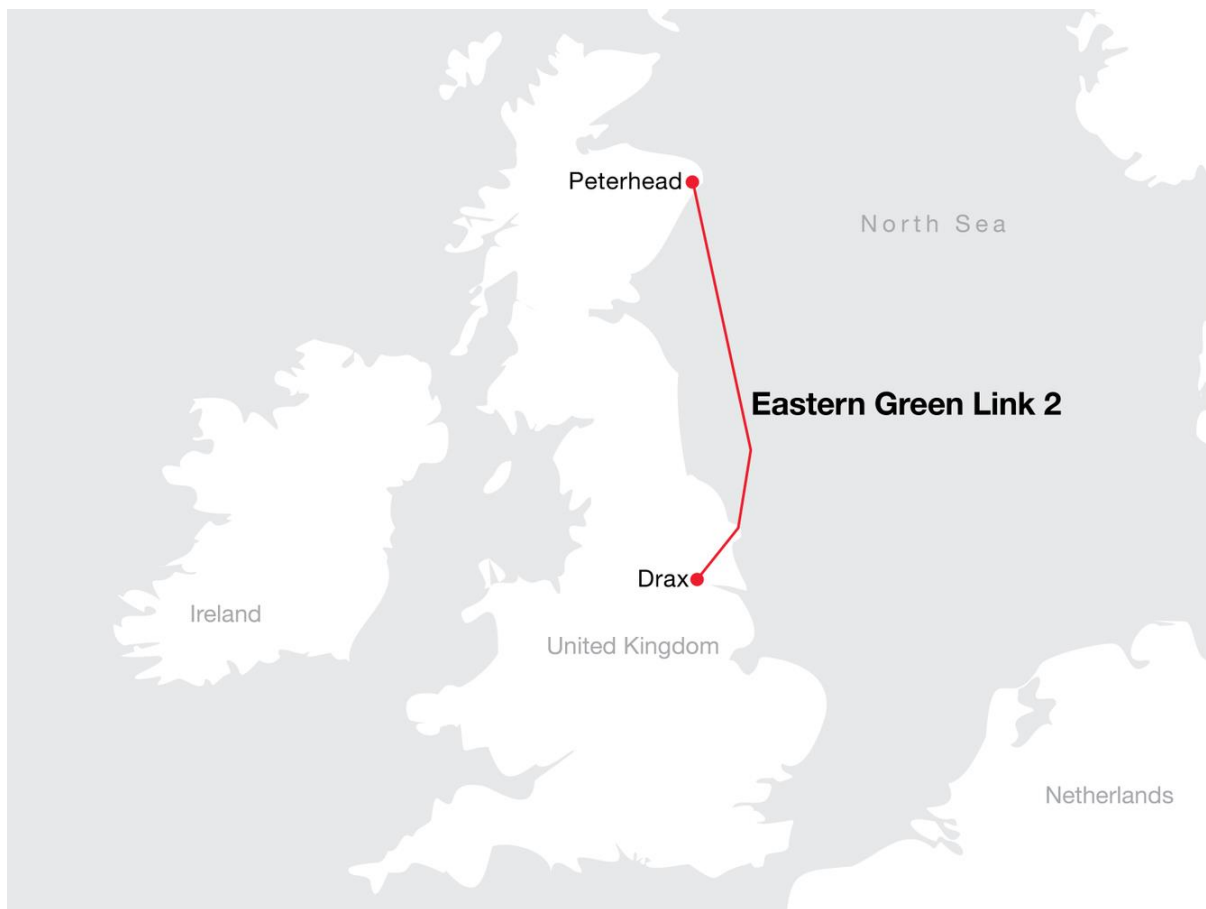 Peterhead
North Sea
Eastern Green Link 2
Drax
Ireland
United Kingdom
Netherlands